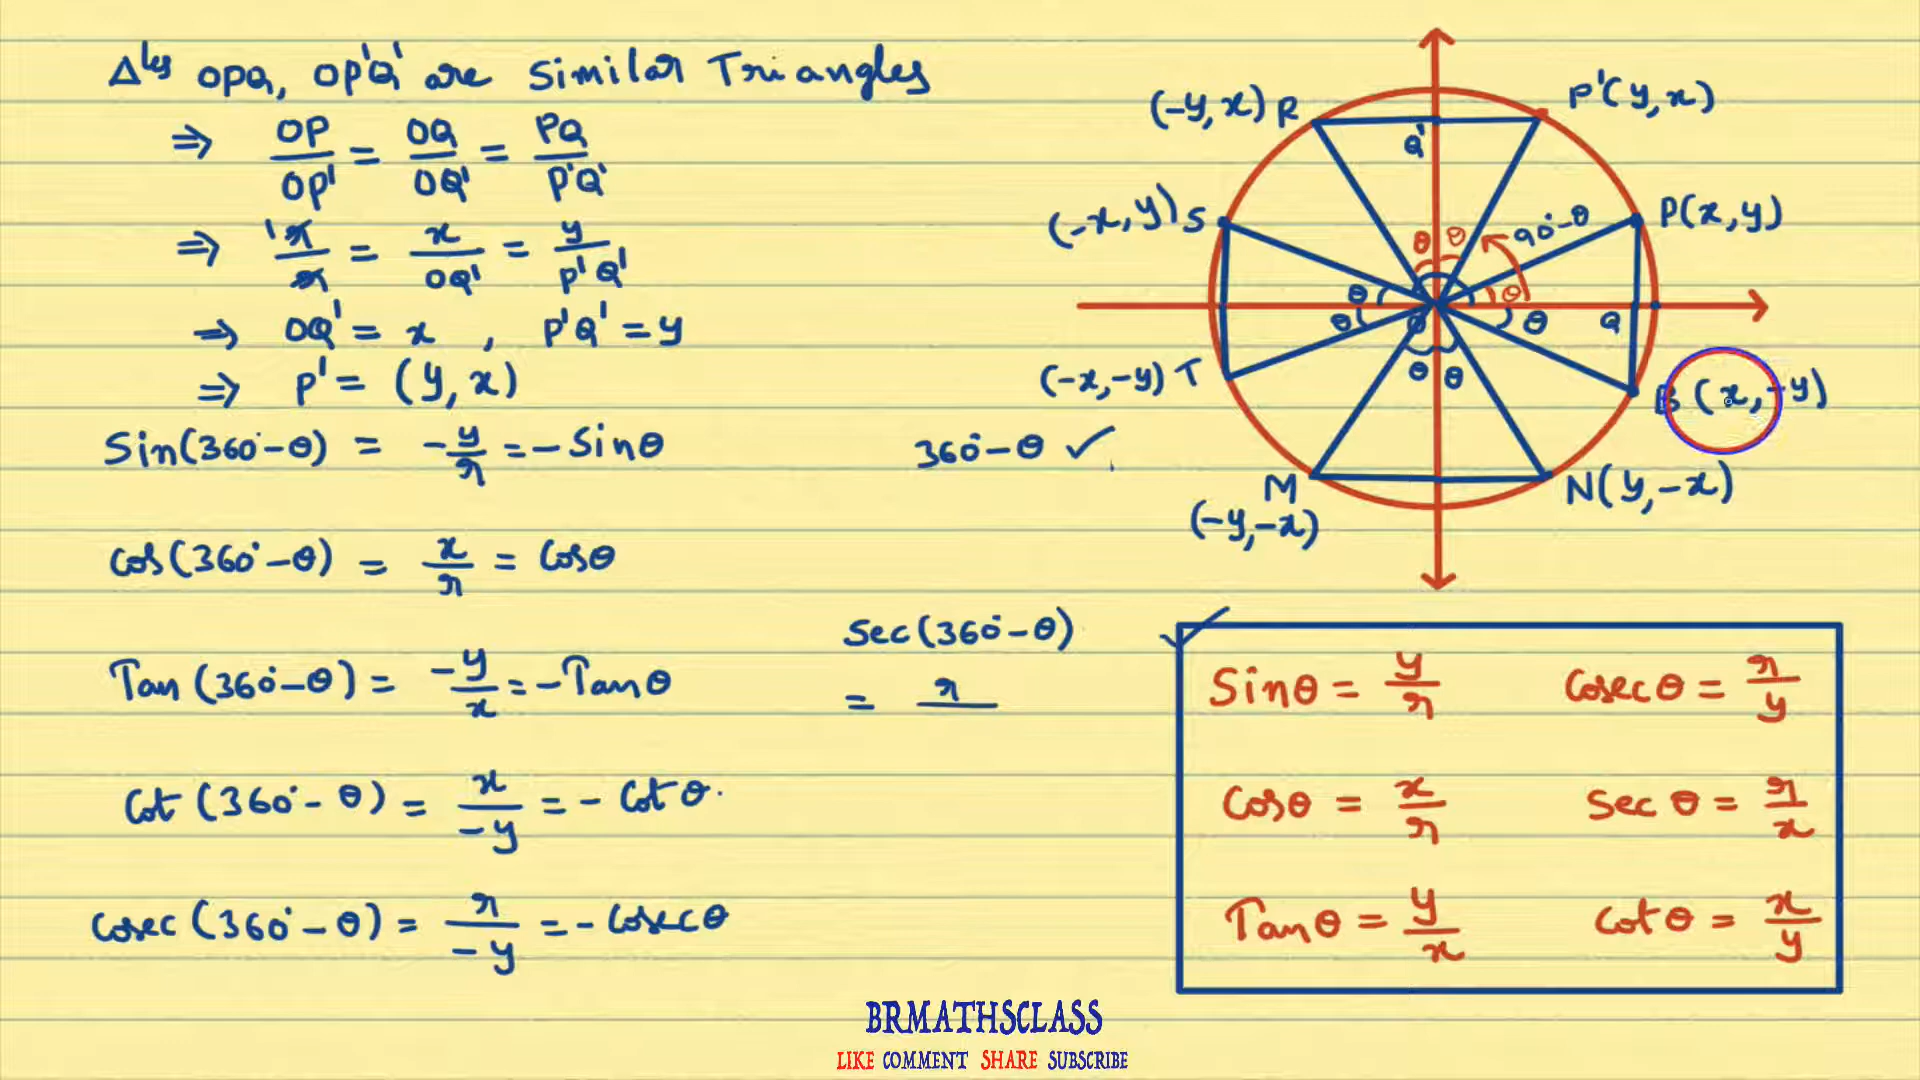 Δles OPQ, OP'Q' are Similar Triangles
⇒ OP/OP' = OQ/OQ' = PQ/P'Q'
⇒ 1 r/r = x/OQ' = y/P'Q'
⇒ OQ' = x , P'Q' = y
⇒ P' = (y, x)
Sin(360°-θ) = -y/r = -Sinθ
Cos(360°-θ) = x/r = Cosθ
Tan(360°-θ) = -y/x = -Tanθ
Cot(360°-θ) = x/-y = -Cotθ.
Cosec(360°-θ) = r/-y = -Cosecθ
360°-θ ✓
Sec(360°-θ)
= r/
(-y, x) R
P'(y, x)
Q'
(-x, y) S
P(x, y)
90°-θ
θ θ
θ θ
θ θ Q
θ
(-x, -y) T
θ θ
B (x, -y)
M
N(y, -x)
(-y, -x)
✓
Sinθ = y/r Cosecθ = r/y
Cosθ = x/r Secθ = r/x
Tanθ = y/x Cotθ = x/y
BRMATHSCLASS
LIKE COMMENT SHARE SUBSCRIBE